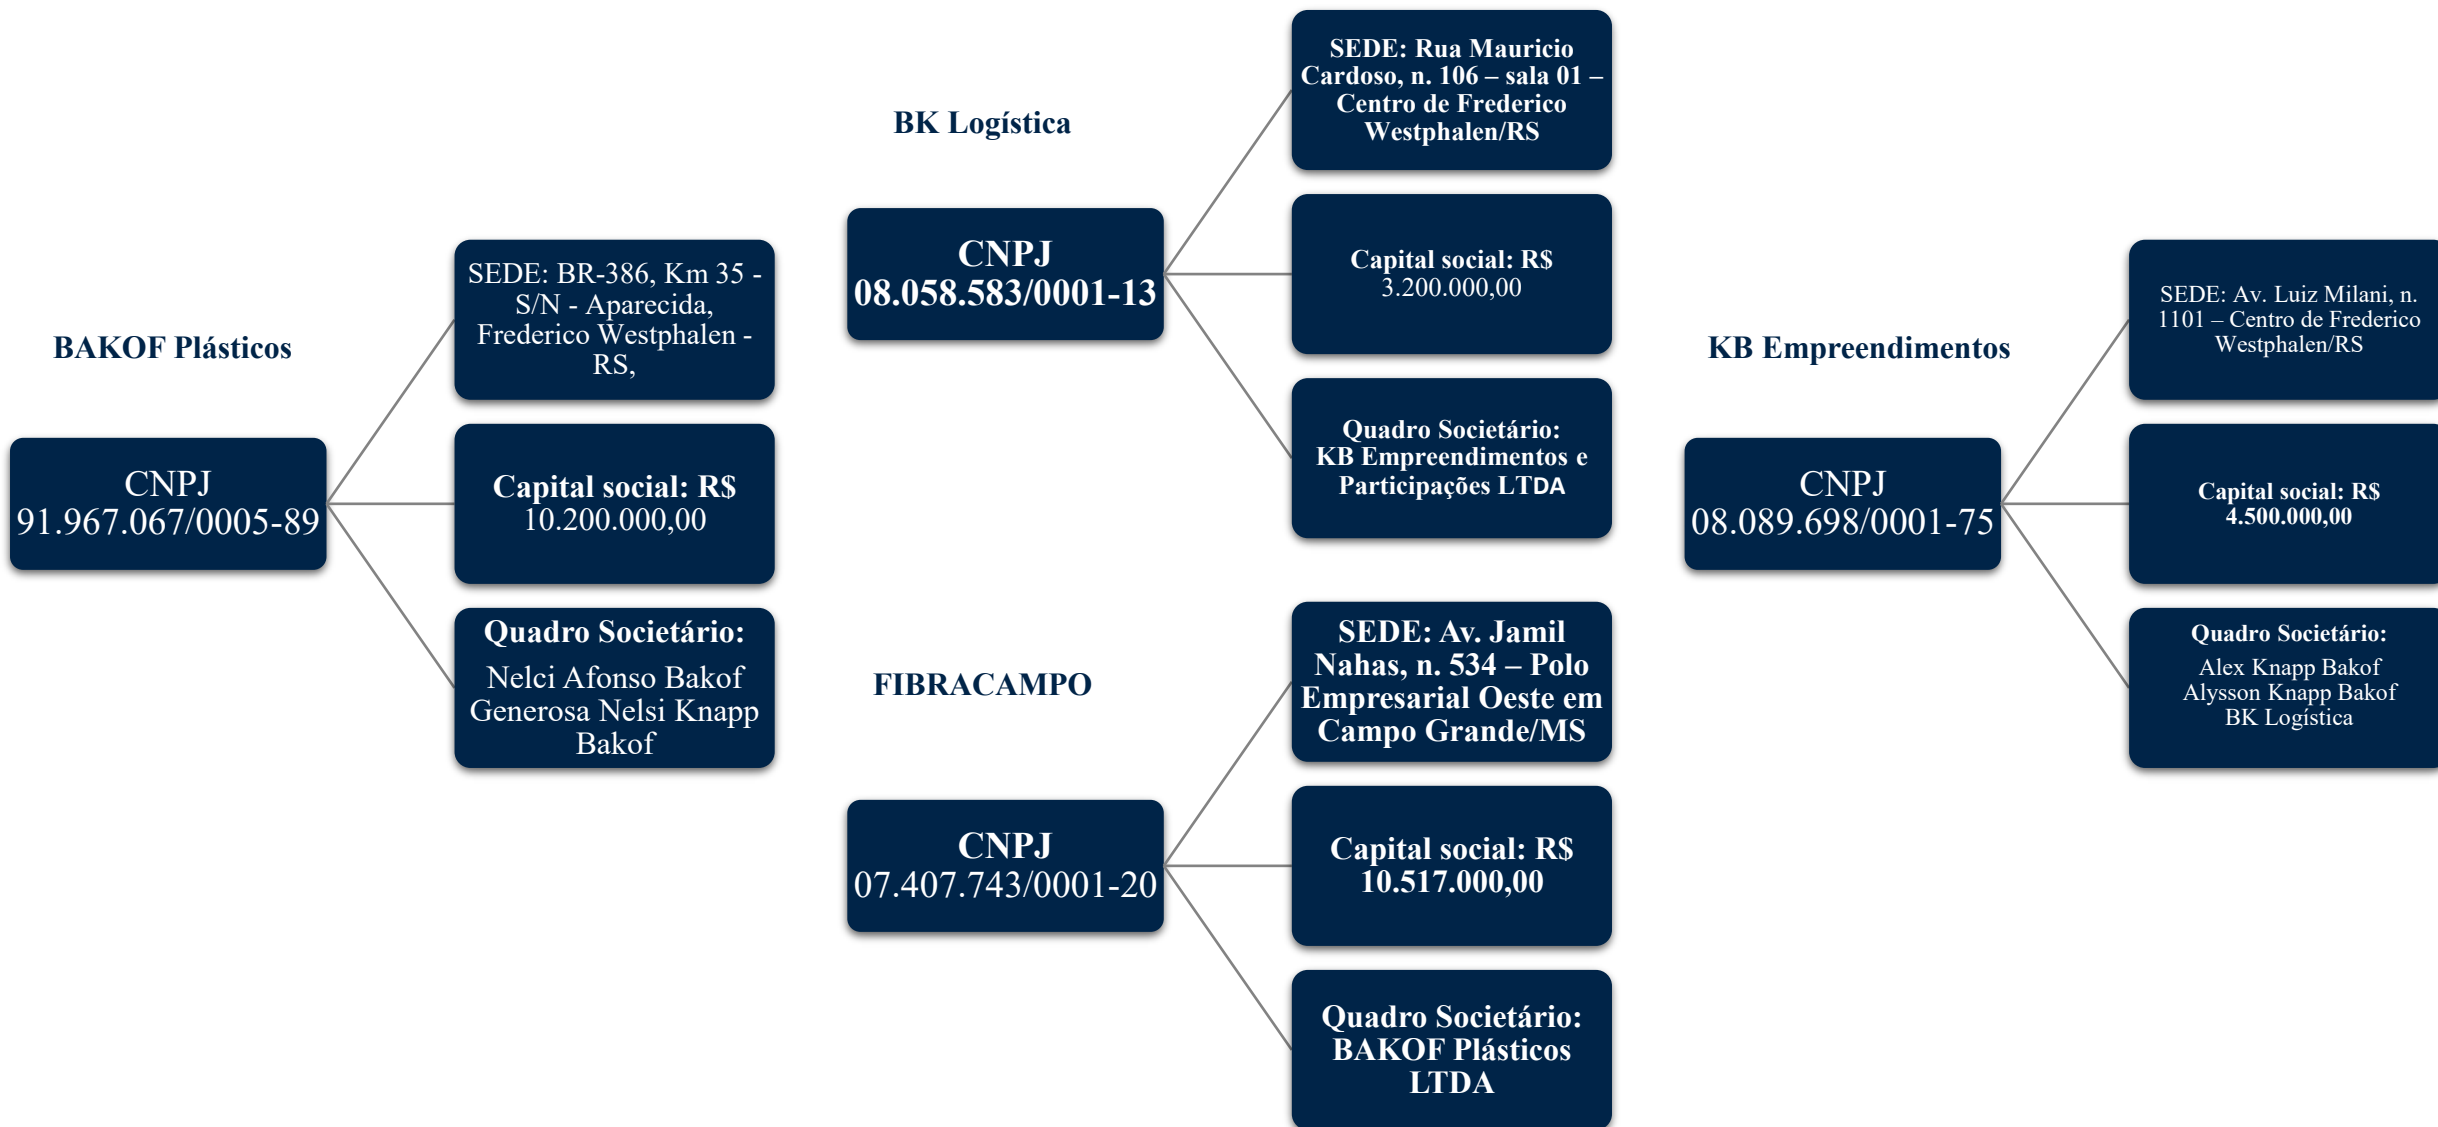 BAKOF Plásticos
CNPJ
91.967.067/0005-89
SEDE: BR-386, Km 35 -
S/N - Aparecida,
Frederico Westphalen -
RS,
Capital social: R$
10.200.000,00
Quadro Societário:
Nelci Afonso Bakof
Generosa Nelsi Knapp
Bakof
BK Logística
CNPJ
08.058.583/0001-13
SEDE: Rua Mauricio
Cardoso, n. 106 – sala 01 –
Centro de Frederico
Westphalen/RS
Capital social: R$
3.200.000,00
Quadro Societário:
KB Empreendimentos e
Participações LTDA
FIBRACAMPO
CNPJ
07.407.743/0001-20
SEDE: Av. Jamil
Nahas, n. 534 – Polo
Empresarial Oeste em
Campo Grande/MS
Capital social: R$
10.517.000,00
Quadro Societário:
BAKOF Plásticos
LTDA
KB Empreendimentos
CNPJ
08.089.698/0001-75
SEDE: Av. Luiz Milani, n.
1101 – Centro de Frederico
Westphalen/RS
Capital social: R$
4.500.000,00
Quadro Societário:
Alex Knapp Bakof
Alysson Knapp Bakof
BK Logística